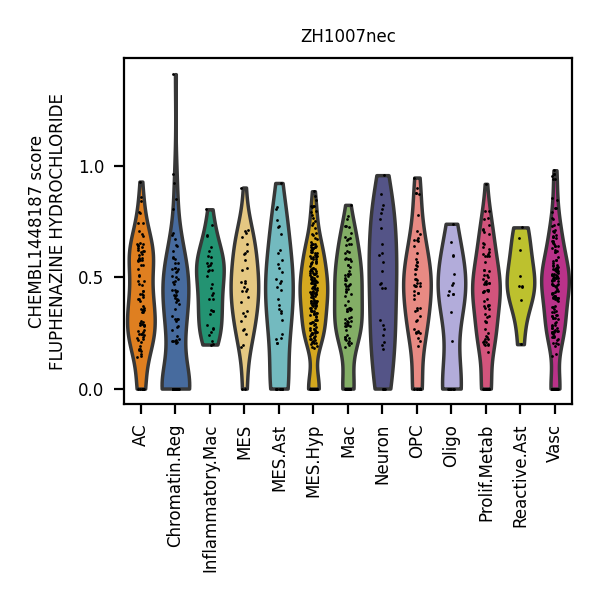 ZH1007nec
CHEMBL1448187 score
FLUPHENAZINE HYDROCHLORIDE
1.0
0.5
0.0
AC
Chromatin.Reg
Inflammatory.Mac
MES
MES.Ast
MES.Hyp
Mac
Neuron
OPC
Oligo
Prolif.Metab
Reactive.Ast
Vasc